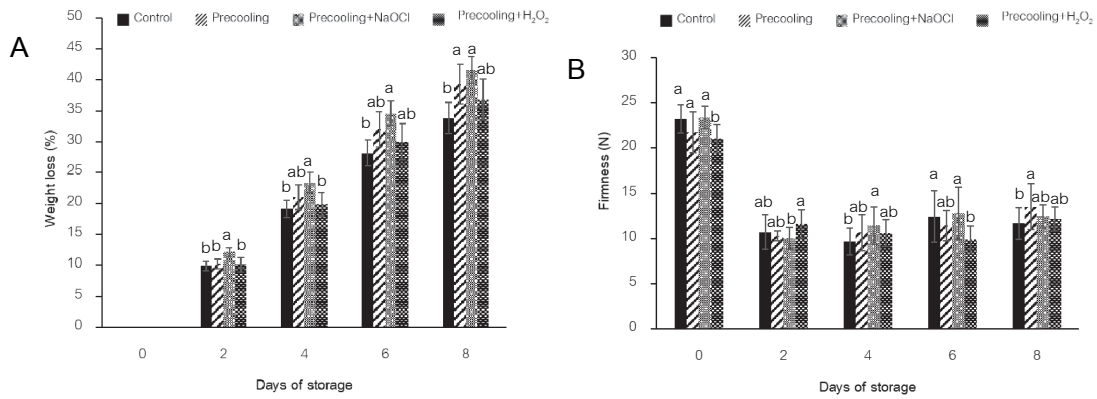 A
Control Precooling Precooling+NaOCl Precooling+H₂O₂
Weight loss (%)
50
45
40
35
30
25
20
15
10
5
0
b b a b
b ab a b
b ab a ab
b a a ab
0 2 4 6 8
Days of storage
B
Control Precooling Precooling+NaOCl Precooling+H₂O₂
Firmness (N)
30
25
20
15
10
5
0
a a a b
ab ab b a
b ab a ab
a ab a b
b a ab ab
0 2 4 6 8
Days of storage